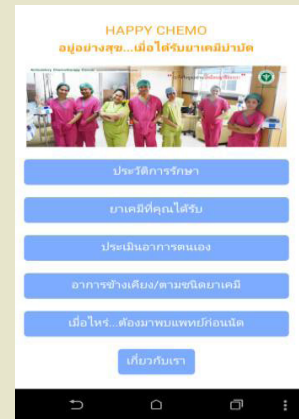 HAPPY CHEMO
อยู่อย่างสุข...เมื่อได้รับยาเคมีบำบัด
ประวัติการรักษา
ยาเคมีที่คุณได้รับ
ประเมินอาการตนเอง
อาการข้างเคียง/ตามชนิดยาเคมี
เมื่อไหร่...ต้องมาพบแพทย์ก่อนนัด
เกี่ยวกับเรา